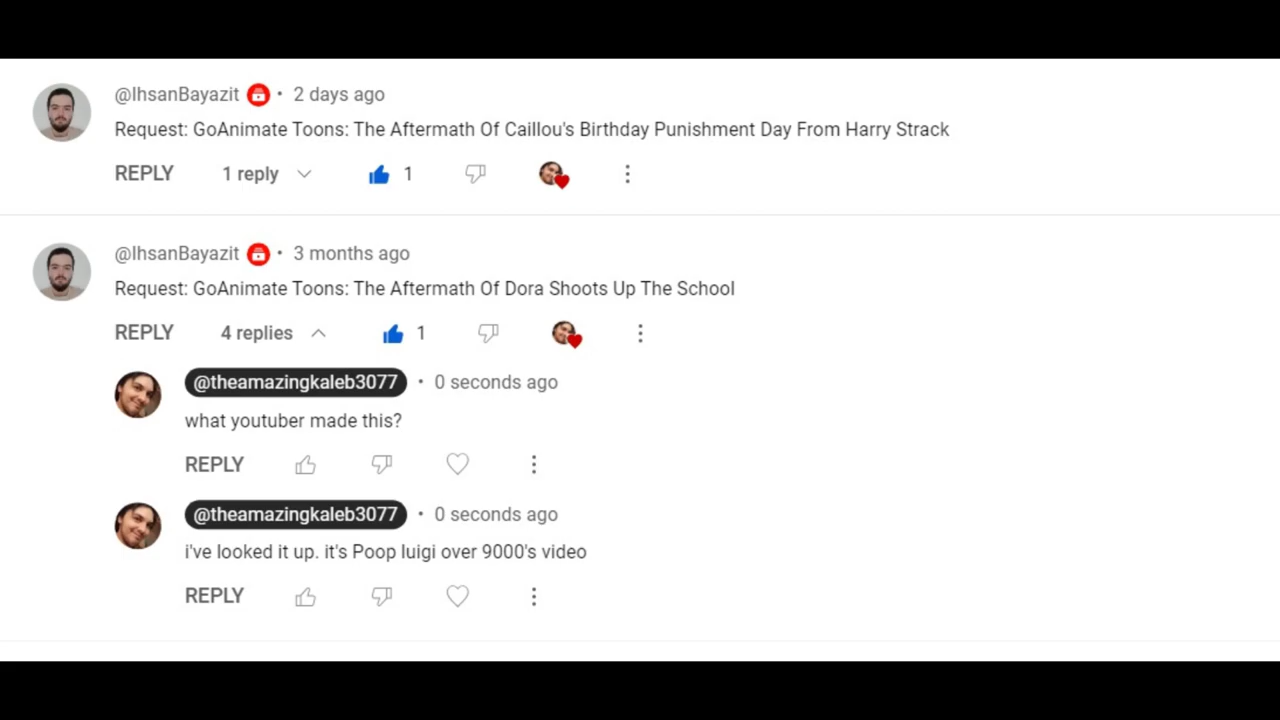 @IhsanBayazit • 2 days ago
Request: GoAnimate Toons: The Aftermath Of Caillou's Birthday Punishment Day From Harry Strack
REPLY 1 reply 1
@IhsanBayazit • 3 months ago
Request: GoAnimate Toons: The Aftermath Of Dora Shoots Up The School
REPLY 4 replies 1
@theamazingkaleb3077 • 0 seconds ago
what youtuber made this?
REPLY
@theamazingkaleb3077 • 0 seconds ago
i've looked it up. it's Poop luigi over 9000's video
REPLY